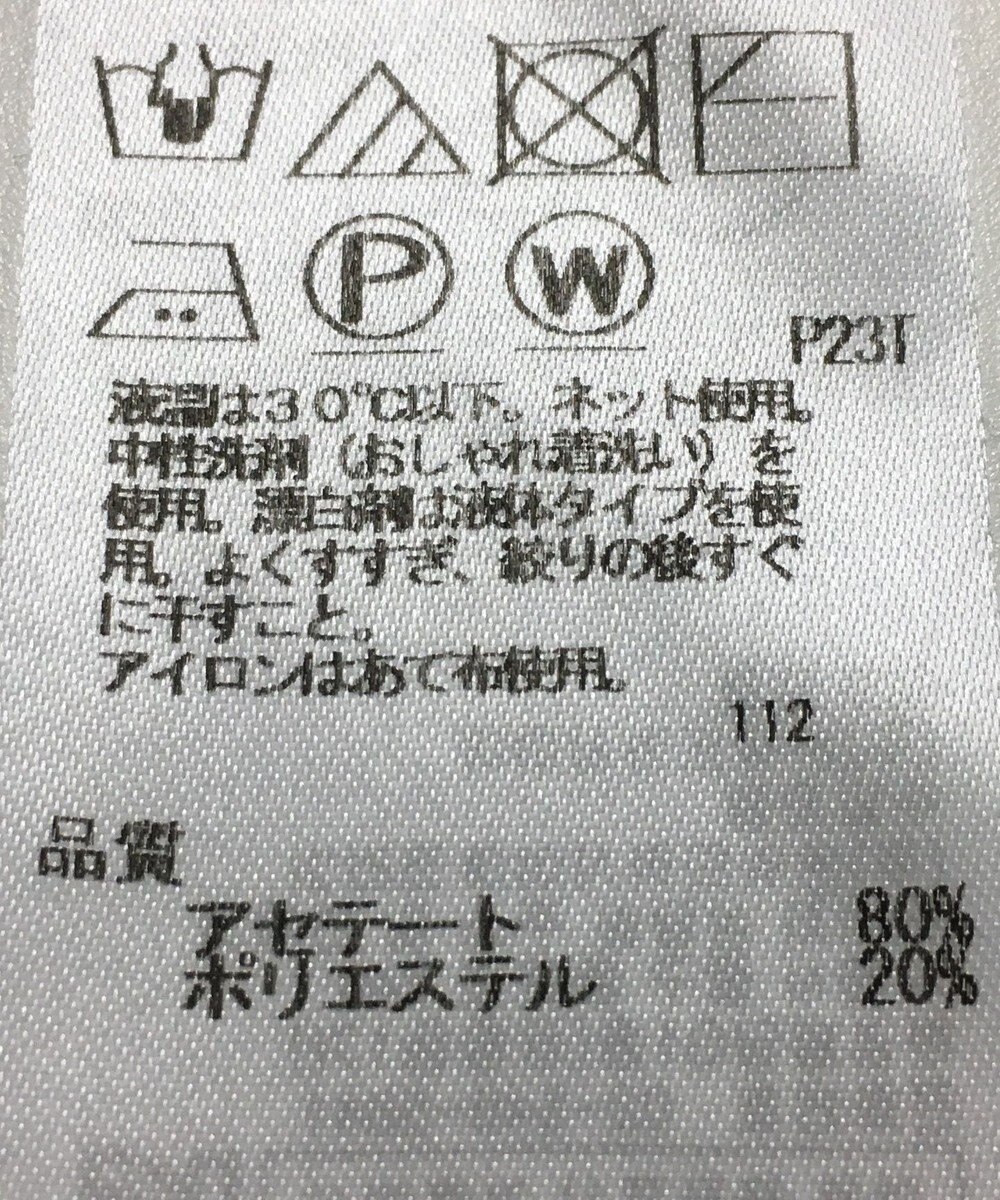 P
W
P23T
液温は30℃以下。ネット使用。
中性洗剤(おしゃれ着洗い)を
使用。漂白剤は液体タイプを使
用。よくすすぎ、絞りの後すぐ
に干すこと。
アイロンはあて布使用。
112
品質
アセテート 80%
ポリエステル 20%